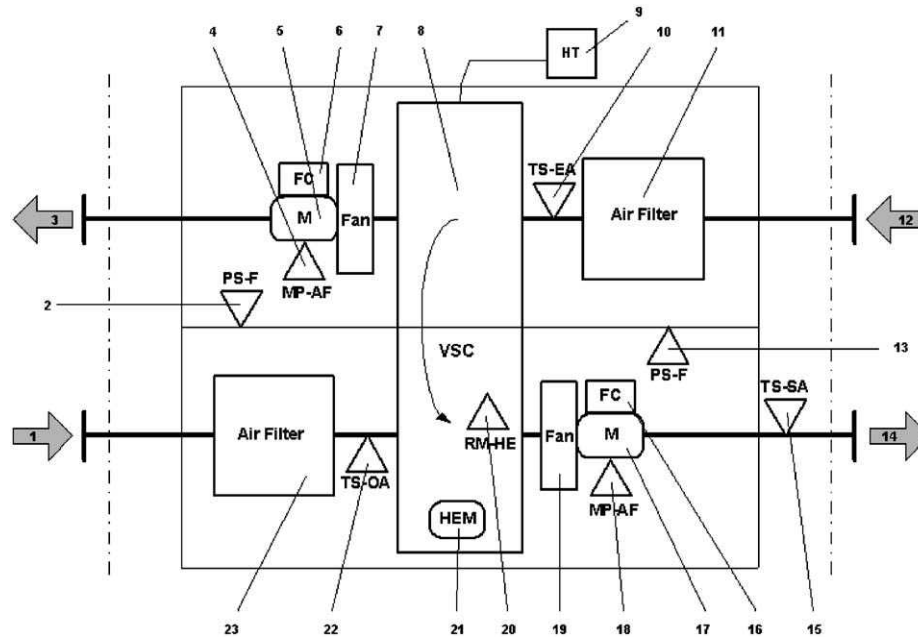 4 5 6 7 8 9 10 11
HT
TS-EA
FC
M Fan Air Filter
3 12
PS-F MP-AF
2
VSC 13
PS-F TS-SA
FC
1 Air Filter Fan M 14
RM-HE
TS-OA MP-AF
HEM
23 22 21 20 19 18 17 16 15